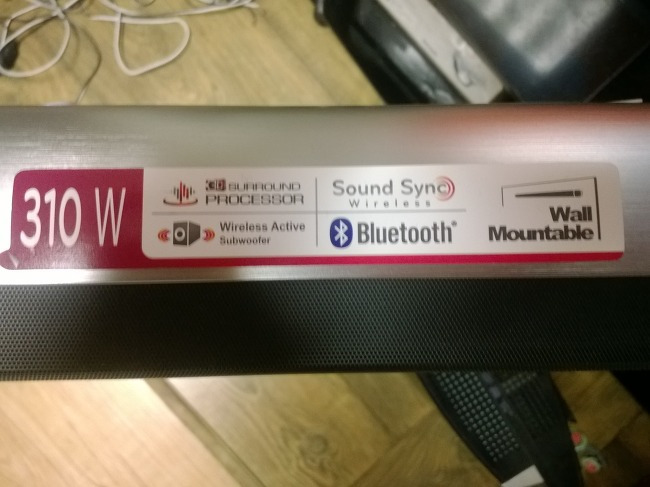 310 W
3D SURROUND
PROCESSOR
Sound Sync
Wireless
Wireless Active
Subwoofer
Bluetooth®
Wall
Mountable